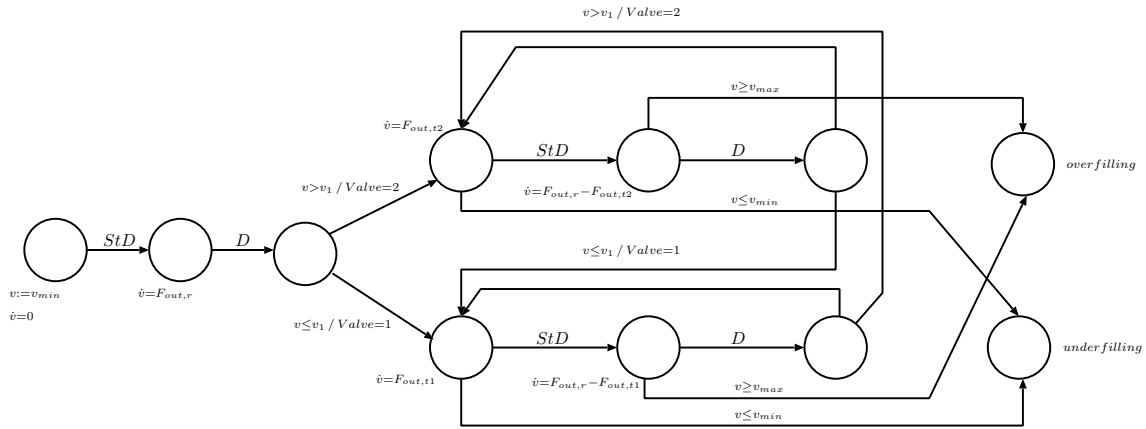 v>v₁ / Valve=2
v≥v_max
v̇=F_out,t2
StD
D
overfilling
v>v₁ / Valve=2
v̇=F_out,r−F_out,t2
v≤v_min
StD
D
v≤v₁ / Valve=1
v:=v_min
v̇=F_out,r
v̇=0
v≤v₁ / Valve=1
StD
D
underfilling
v̇=F_out,t1
v̇=F_out,r−F_out,t1
v≥v_max
v≤v_min